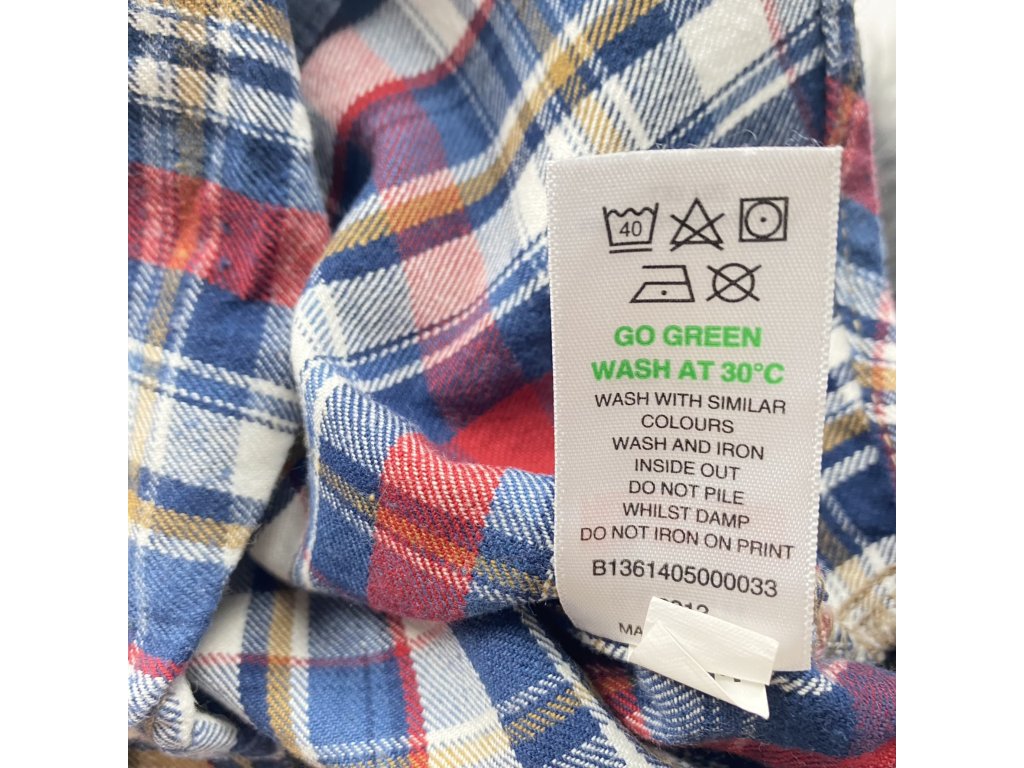 40
GO GREEN
WASH AT 30°C
WASH WITH SIMILAR
COLOURS
WASH AND IRON
INSIDE OUT
DO NOT PILE
WHILST DAMP
DO NOT IRON ON PRINT
B1361405000033